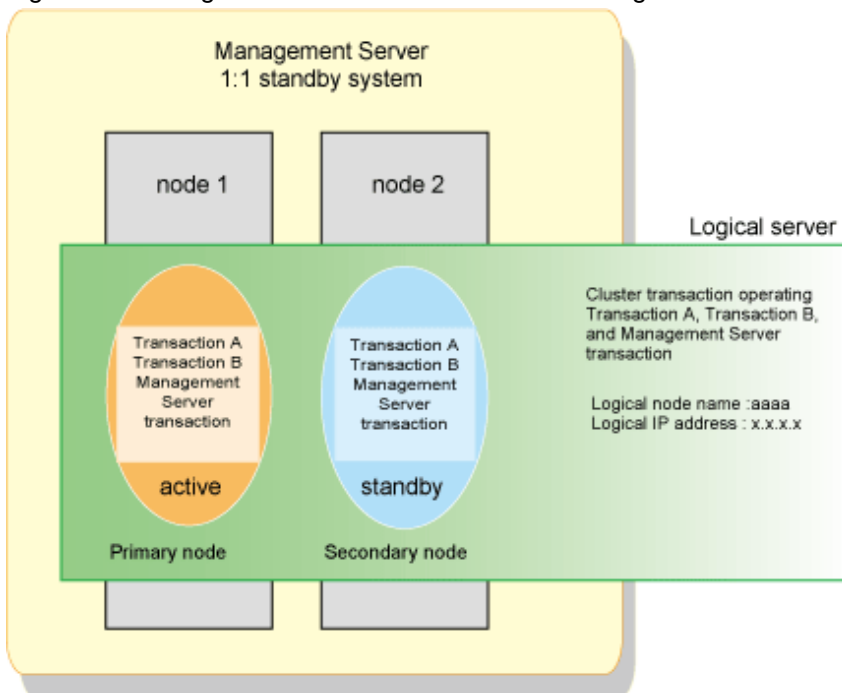 Management Server
1:1 standby system
node 1
node 2
Logical server
Transaction A
Transaction B
Management
Server
transaction
active
Primary node
Transaction A
Transaction B
Management
Server
transaction
standby
Secondary node
Cluster transaction operating
Transaction A, Transaction B,
and Management Server
transaction
Logical node name :aaaa
Logical IP address : x.x.x.x